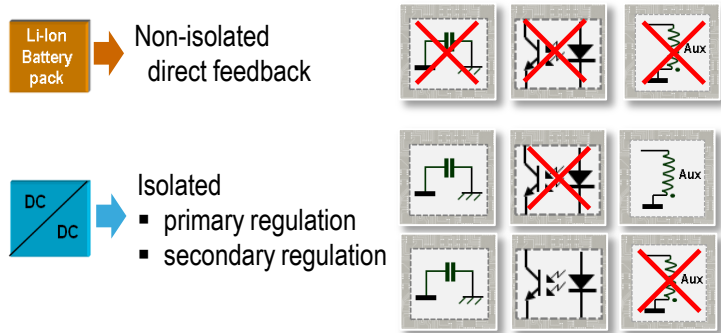 Li-Ion
Battery
pack
Non-isolated
direct feedback
Aux
DC
DC
Isolated
▪ primary regulation
▪ secondary regulation
Aux
Aux